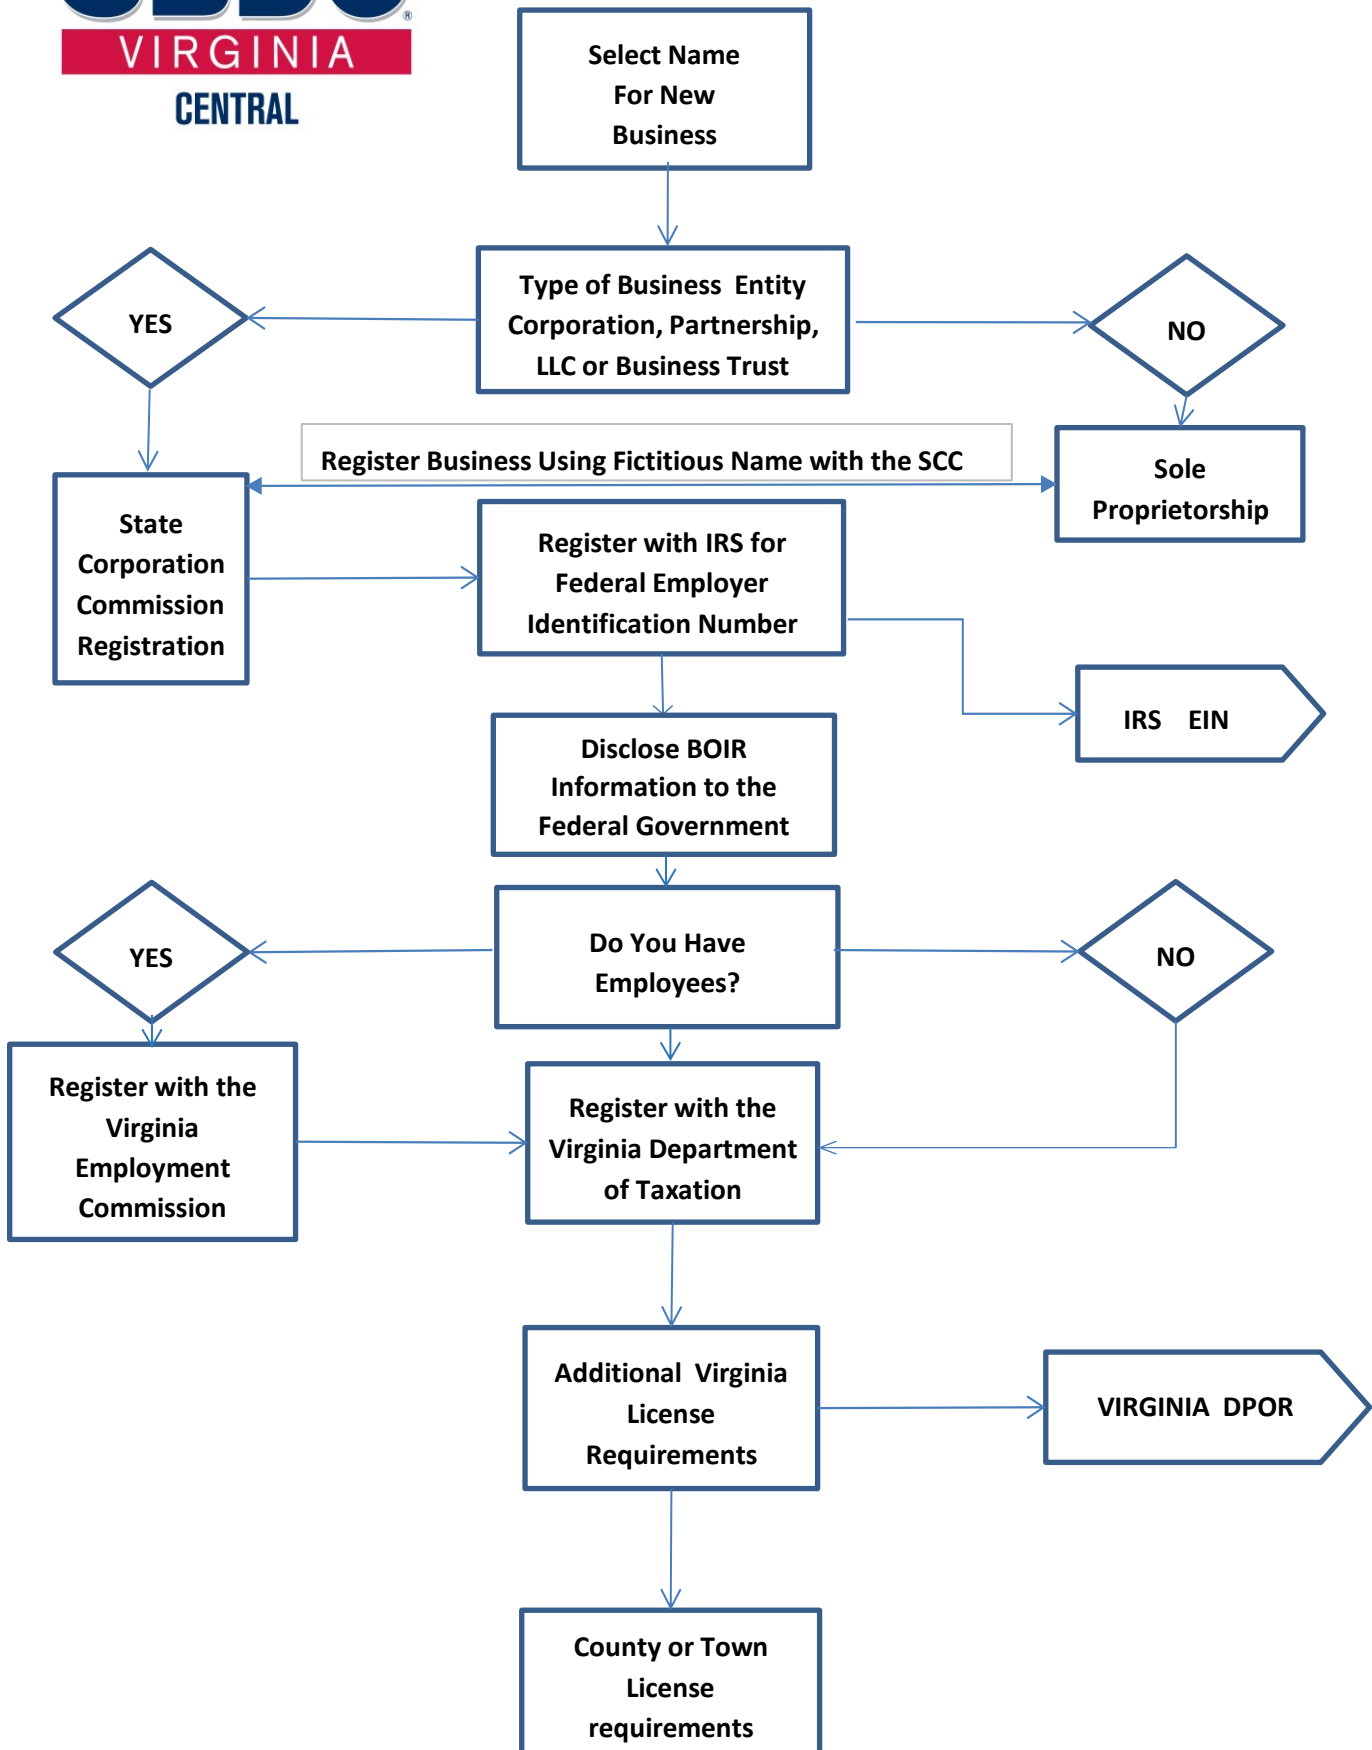 VIRGINIA
CENTRAL
Select Name
For New
Business
Type of Business Entity
Corporation, Partnership,
LLC or Business Trust
YES
NO
Register Business Using Fictitious Name with the SCC
Sole
Proprietorship
State
Corporation
Commission
Registration
Register with IRS for
Federal Employer
Identification Number
IRS EIN
Disclose BOIR
Information to the
Federal Government
Do You Have
Employees?
YES
NO
Register with the
Virginia
Employment
Commission
Register with the
Virginia Department
of Taxation
Additional Virginia
License
Requirements
VIRGINIA DPOR
County or Town
License
requirements